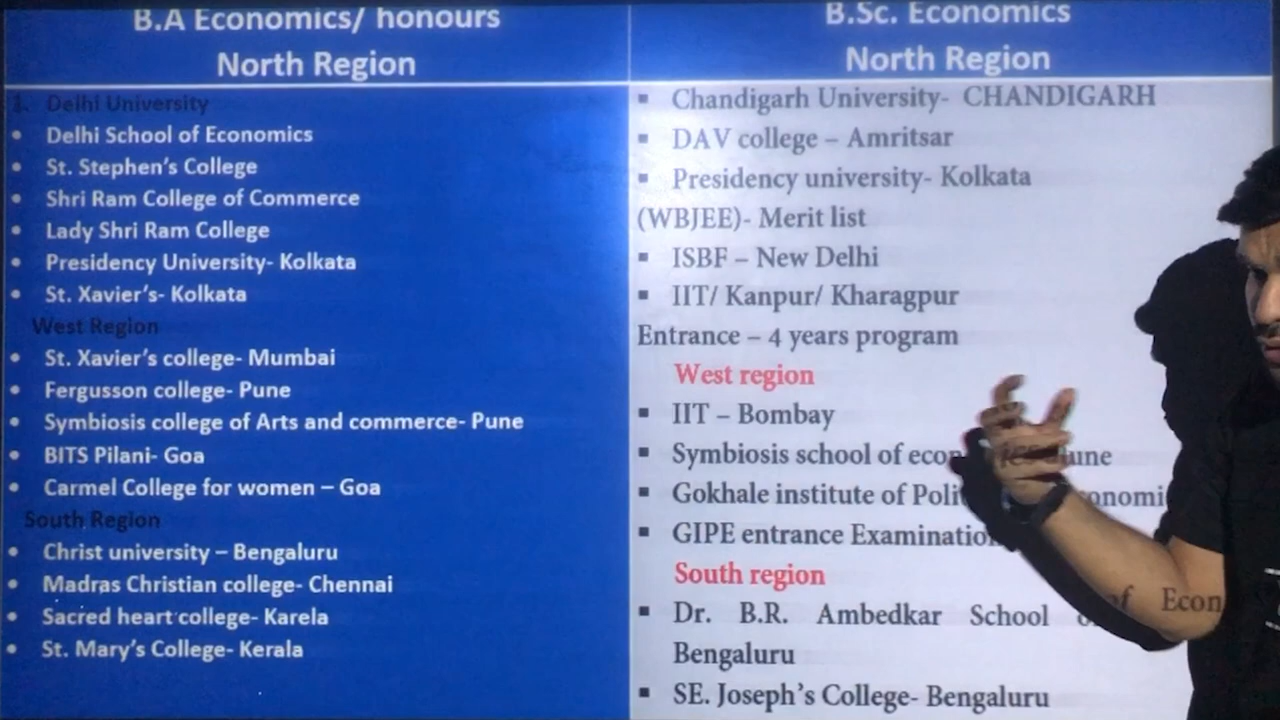 B.A Economics/ honours
North Region
1. Delhi University
• Delhi School of Economics
• St. Stephen's College
• Shri Ram College of Commerce
• Lady Shri Ram College
• Presidency University- Kolkata
• St. Xavier's- Kolkata
West Region
• St. Xavier's college- Mumbai
• Fergusson college- Pune
• Symbiosis college of Arts and commerce- Pune
• BITS Pilani- Goa
• Carmel College for women – Goa
South Region
• Christ university – Bengaluru
• Madras Christian college- Chennai
• Sacred heart college- Karela
• St. Mary's College- Kerala
B.Sc. Economics
North Region
▪ Chandigarh University- CHANDIGARH
▪ DAV college – Amritsar
▪ Presidency university- Kolkata
(WBJEE)- Merit list
▪ ISBF – New Delhi
▪ IIT/ Kanpur/ Kharagpur
Entrance – 4 years program
West region
▪ IIT – Bombay
▪ Symbiosis school of
▪ Gokhale institute of
▪ GIPE entrance
South region
▪ Dr. B.R. Ambedkar School of Econ
Bengaluru
▪ SE. Joseph's College- Bengaluru